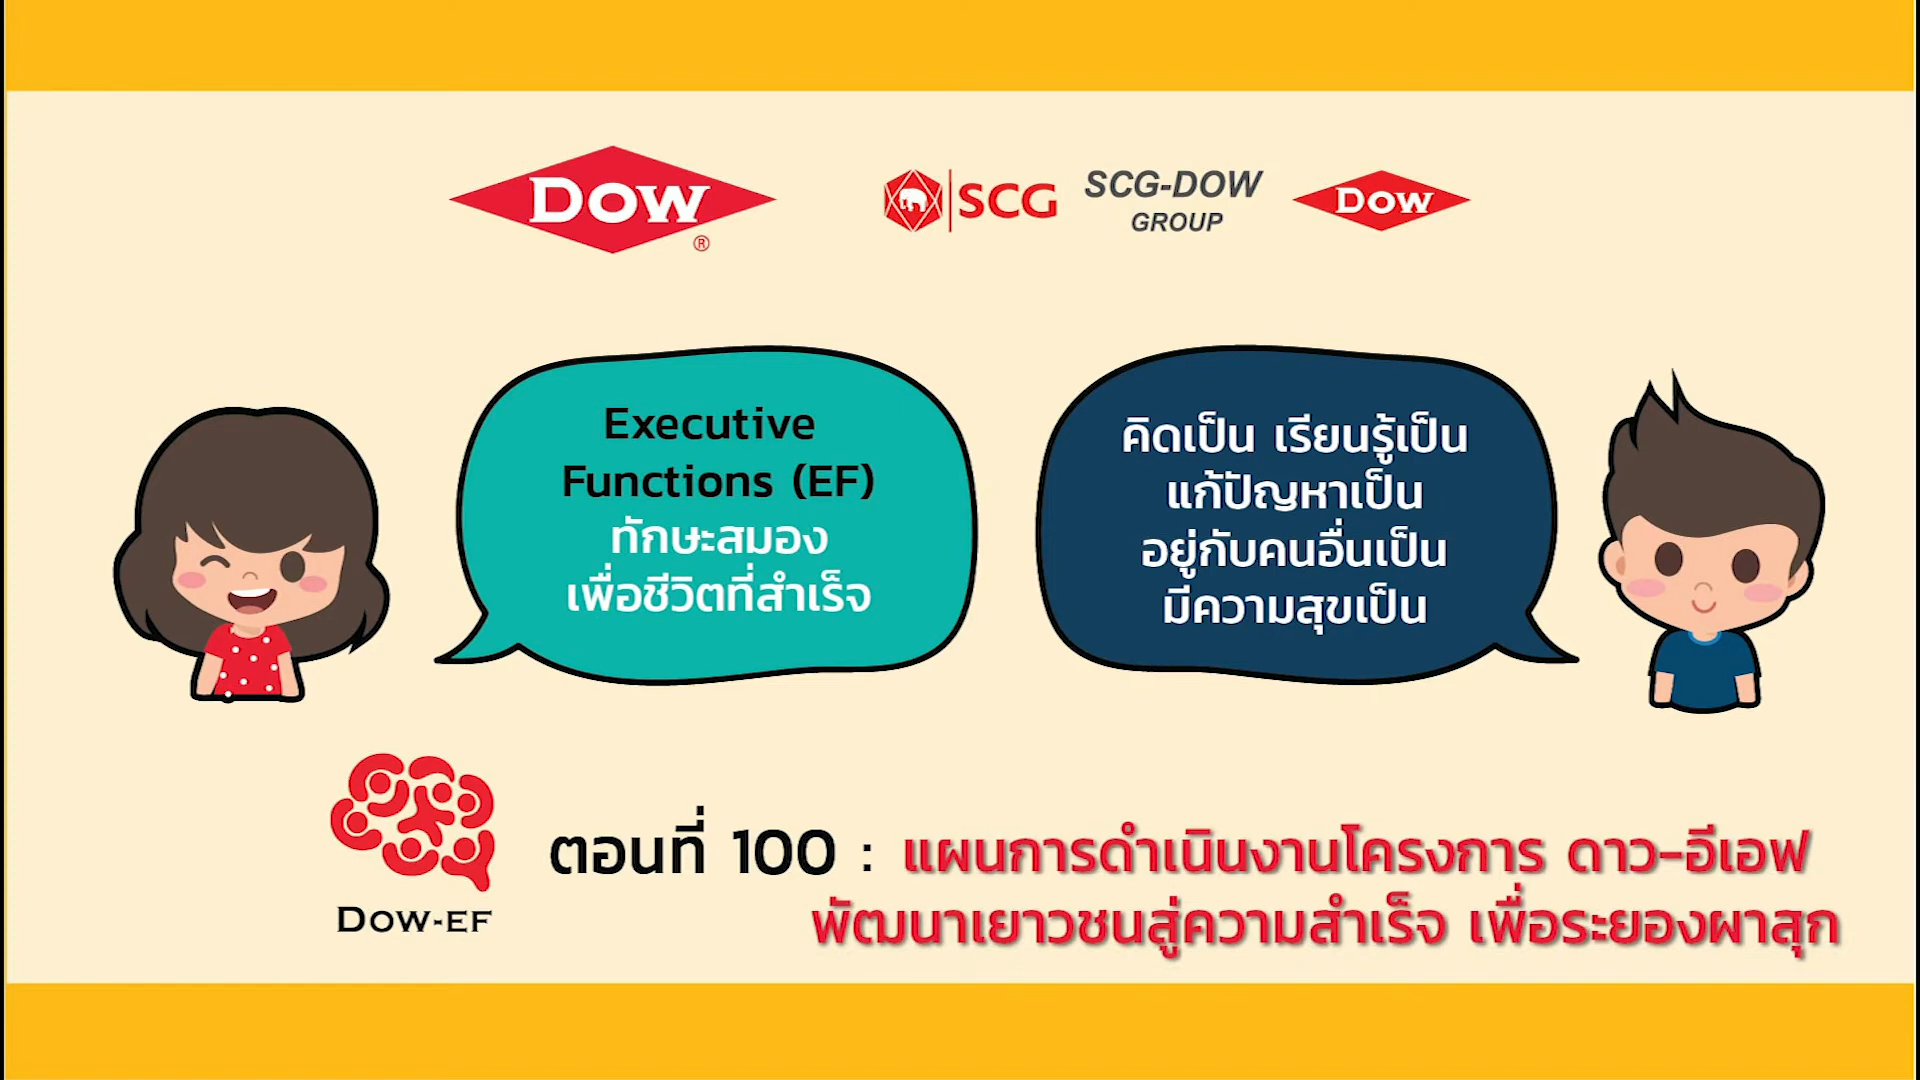 DOW
®
SCG
SCG-DOW
GROUP
DOW
Executive
Functions (EF)
ทักษะสมอง
เพื่อชีวิตที่สำเร็จ
คิดเป็น เรียนรู้เป็น
แก้ปัญหาเป็น
อยู่กับคนอื่นเป็น
มีความสุขเป็น
DOW-EF
ตอนที่ 100 : แผนการดำเนินงานโครงการ ดาว-อีเอฟ
พัฒนาเยาวชนสู่ความสำเร็จ เพื่อระยองผาสุก